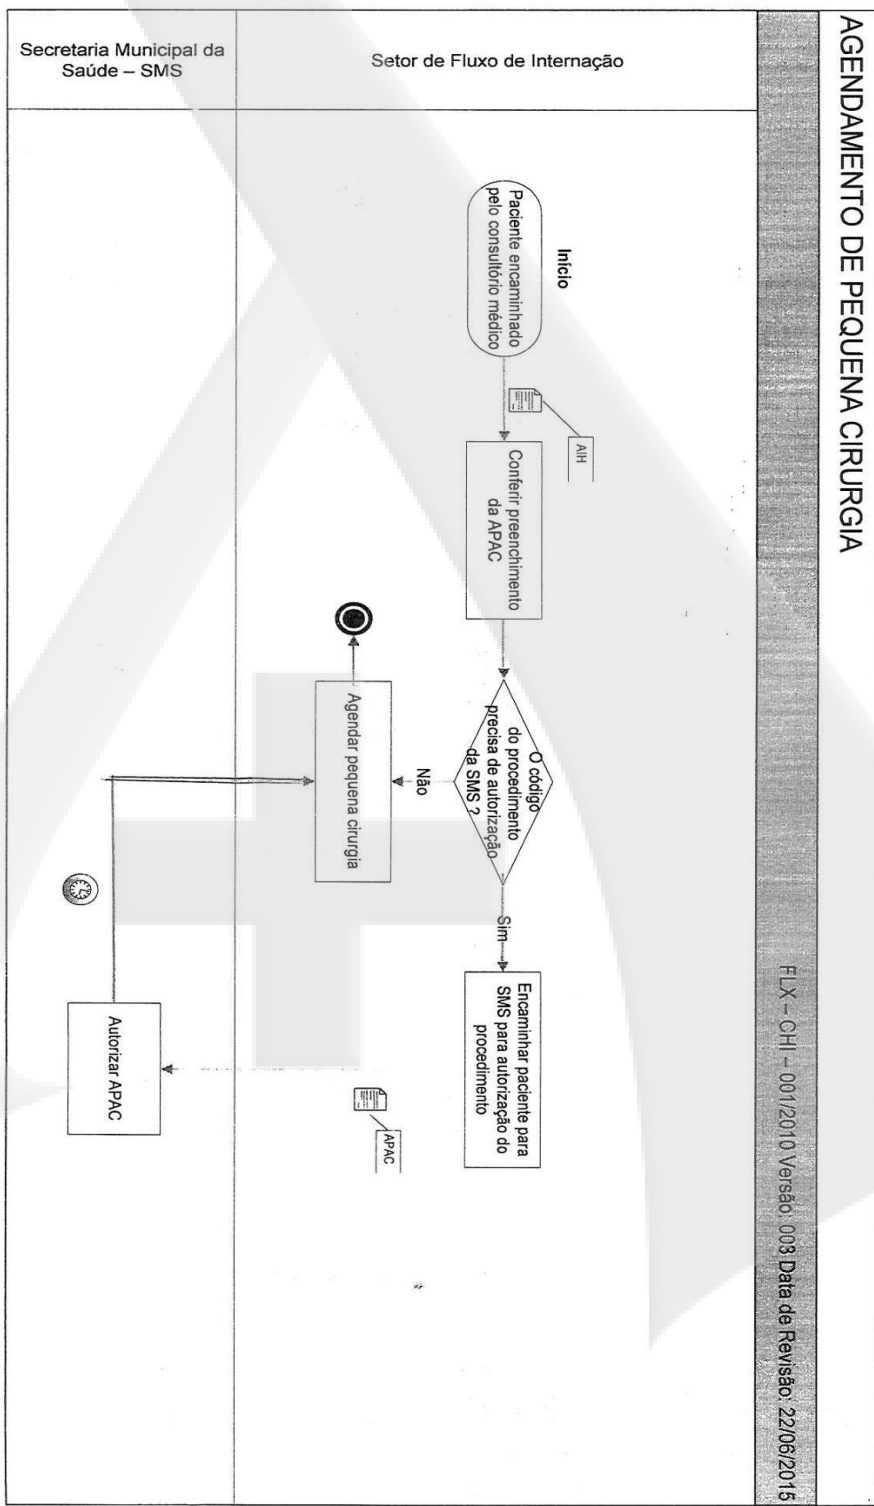 AGENDAMENTO DE PEQUENA CIRURGIA
FLX – CHI – 001/2010 Versão: 003 Data de Revisão: 22/06/2015
Setor de Fluxo de Internação
Início
Paciente encaminhado
pelo consultório médico
AIH
Conferir preenchimento
da APAC
O código
do procedimento
precisa de autorização
da SMS ?
Sim
Encaminhar paciente para
SMS para autorização do
procedimento
Não
Agendar pequena cirurgia
APAC
Secretaria Municipal da
Saúde – SMS
Autorizar APAC